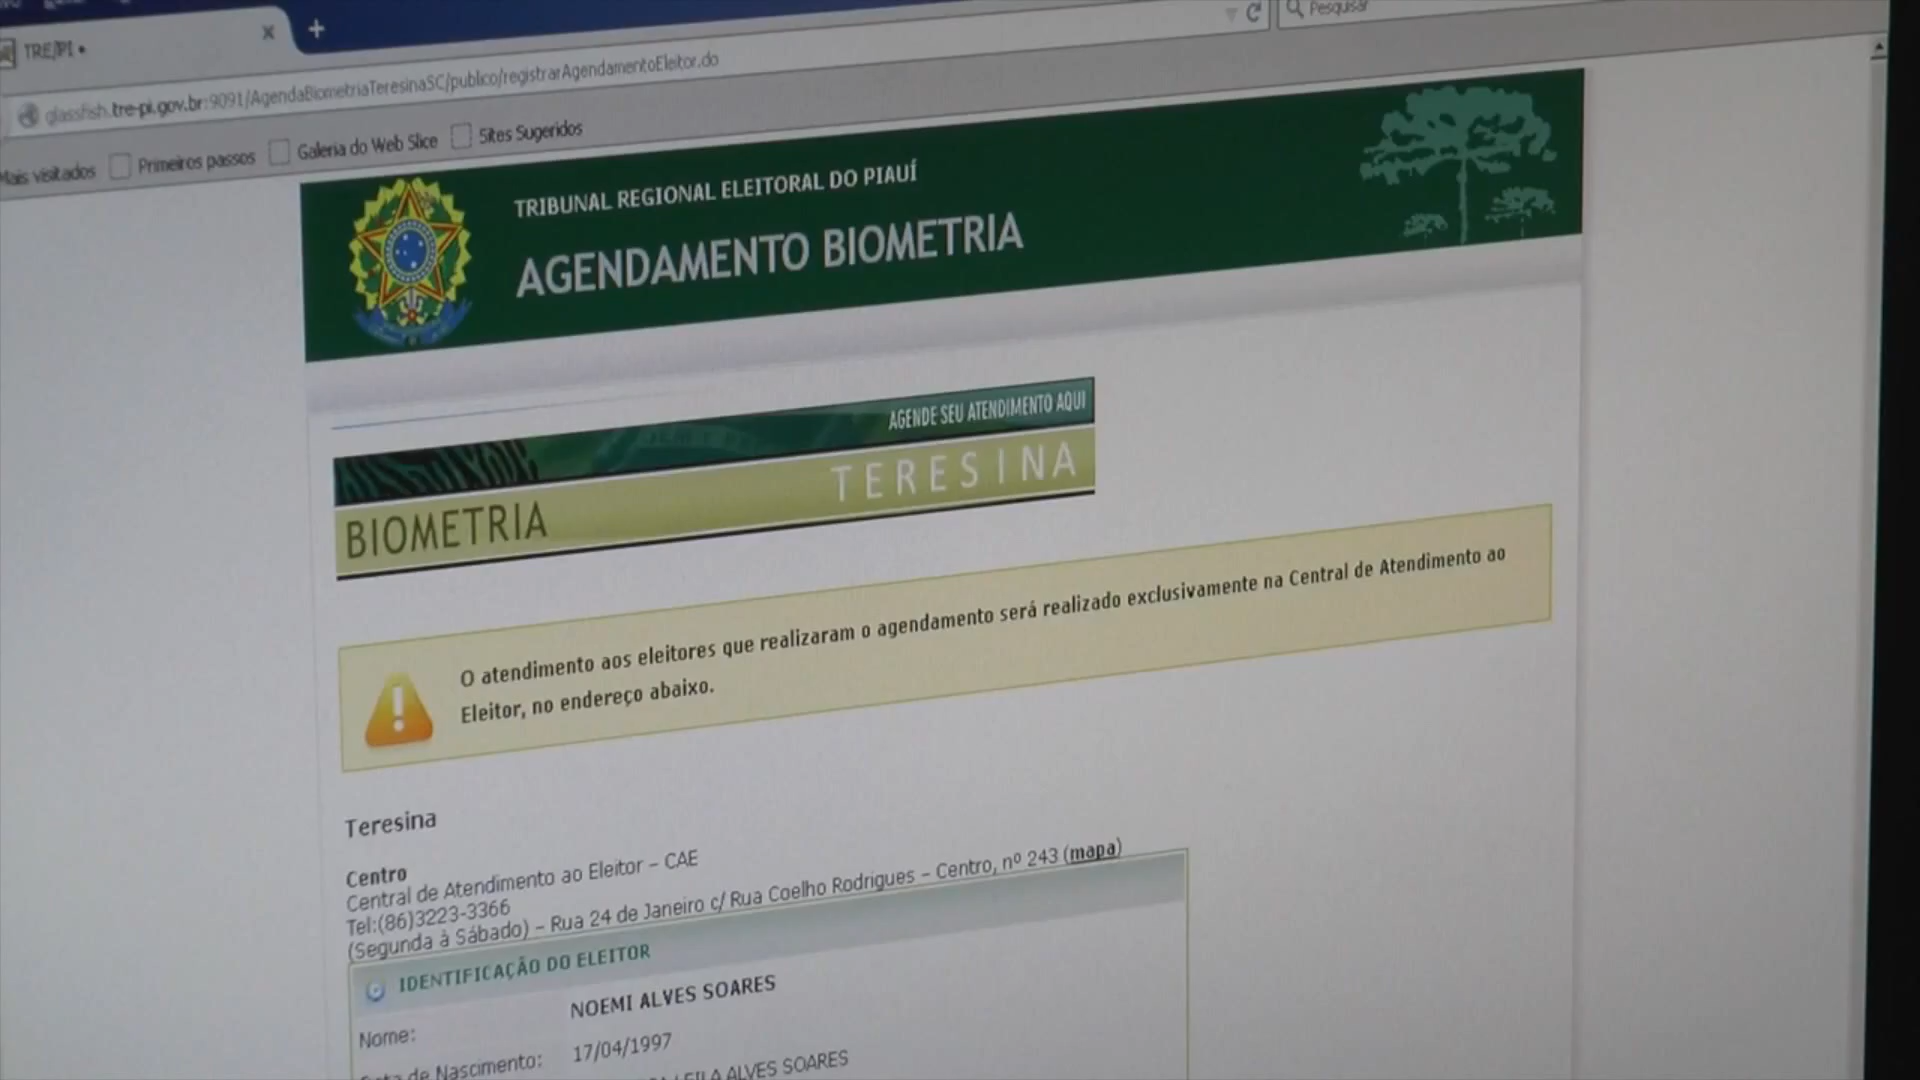 TRE/PI
Pesquisar
glassfish.tre-pi.gov.br:9091/AgendaBiometriaTeresinaSC/publico/registrarAgendamentoEleitor.do
Mais visitados Primeiros passos Galeria do Web Slice Sites Sugeridos
TRIBUNAL REGIONAL ELEITORAL DO PIAUÍ
AGENDAMENTO BIOMETRIA
AGENDE SEU ATENDIMENTO AQUI
TERESINA
BIOMETRIA
O atendimento aos eleitores que realizaram o agendamento será realizado exclusivamente na Central de Atendimento ao
Eleitor, no endereço abaixo.
Teresina
Centro
Central de Atendimento ao Eleitor – CAE
Tel:(86)3223-3366
(Segunda à Sábado) – Rua 24 de Janeiro c/ Rua Coelho Rodrigues – Centro, nº 243 (mapa)
IDENTIFICAÇÃO DO ELEITOR
Nome: NOEMI ALVES SOARES
de Nascimento: 17/04/1997
LEILA ALVES SOARES